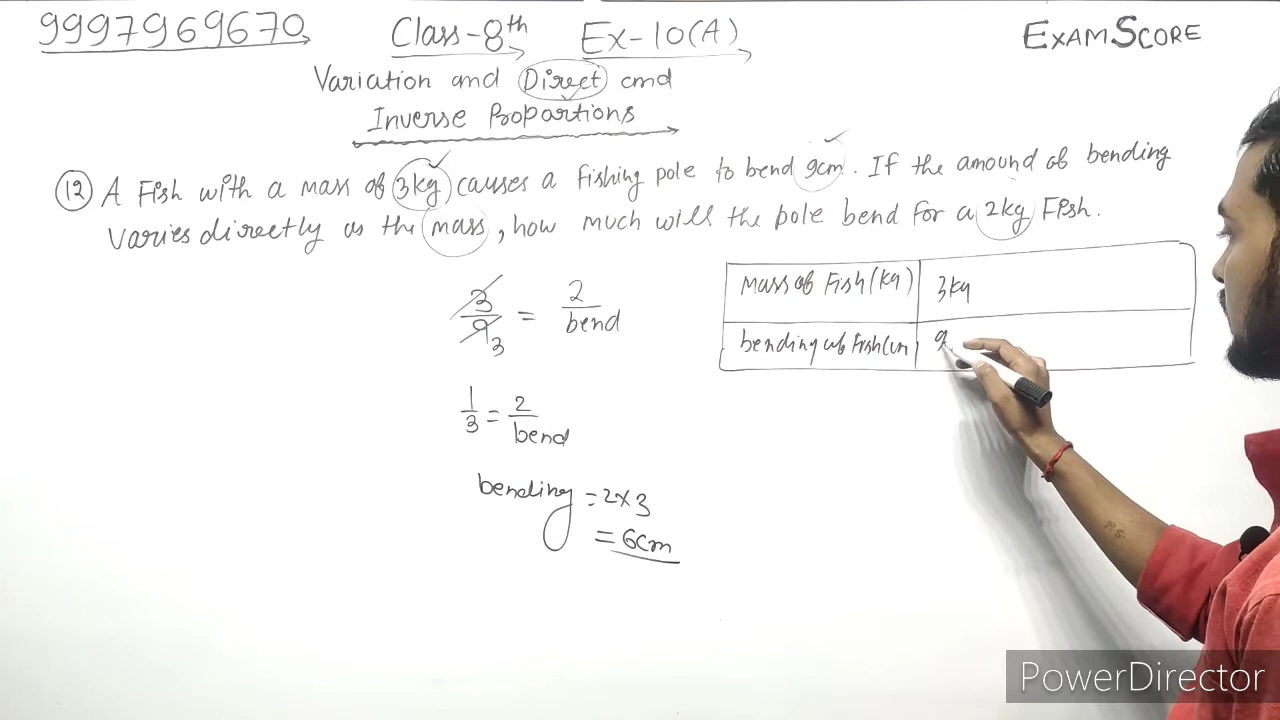 9997969670 Class-8th Ex-10(A) EXAMSCORE
Variation and Direct and
Inverse Propartions
(12) A Fish with a mass of 3kg causes a fishing pole to bend 9cm. If the amound of bending
varies directly as the mass, how much will the pole bend for a 2kg Fish.
3/9 3 = 2/bend
1/3 = 2/bend
bending = 2×3
= 6cm
Mass of Fish(kg) 3kg
bending of Fish( 9
PowerDirector